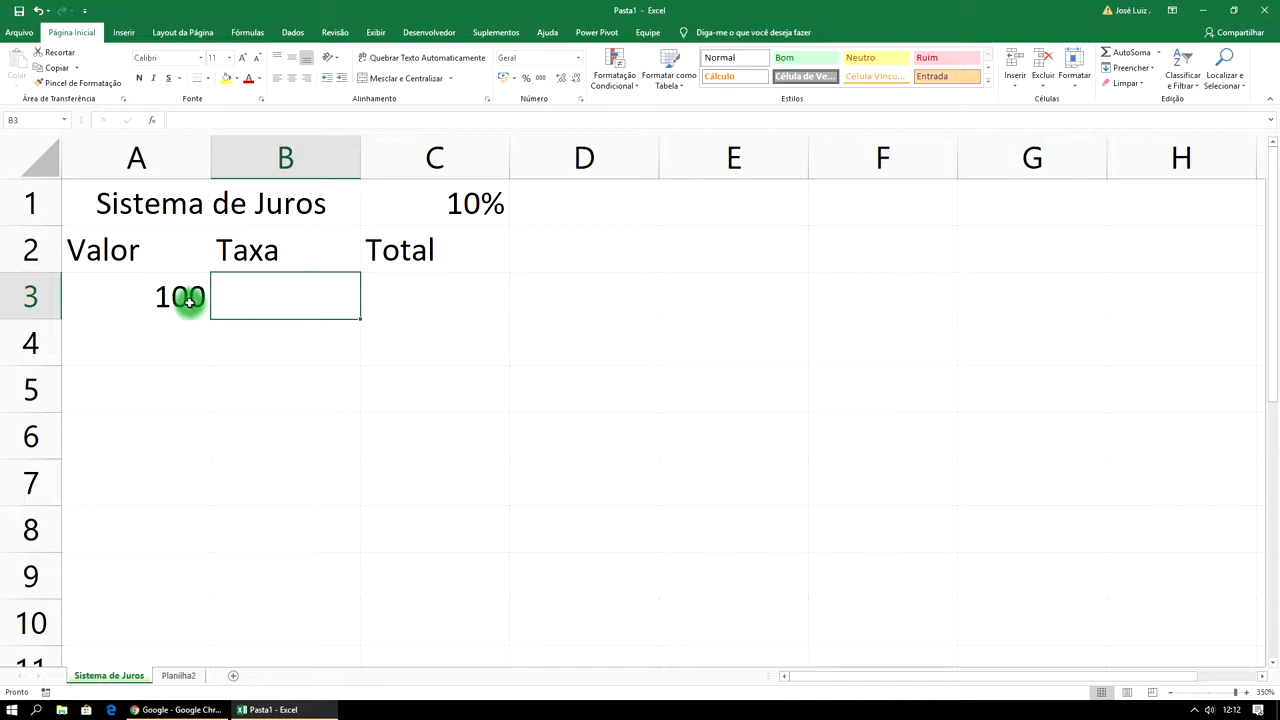 Pasta1 - Excel
José Luiz .
Arquivo Página Inicial Inserir Layout da Página Fórmulas Dados Revisão Exibir Desenvolvedor Suplementos Ajuda Power Pivot Equipe Diga-me o que você deseja fazer Compartilhar
Colar
Recortar
Copiar
Pincel de Formatação
Área de Transferência
Calibri 11
N I S
Fonte
Quebrar Texto Automaticamente
Mesclar e Centralizar
Alinhamento
Geral
% 000
Número
Formatação Condicional
Formatar como Tabela
Normal Bom Neutro Ruim
Cálculo Célula de Ve... Célula Vincu... Entrada
Estilos
Inserir Excluir Formatar
Células
AutoSoma
Preencher
Limpar
Classificar e Filtrar
Localizar e Selecionar
Edição
B3 fx
A B C D E F G H
1 Sistema de Juros 10%
2 Valor Taxa Total
3 100
4
5
6
7
8
9
10
11
Sistema de Juros Planilha2
Pronto 350%
Google - Google Chr... Pasta1 - Excel 12:12